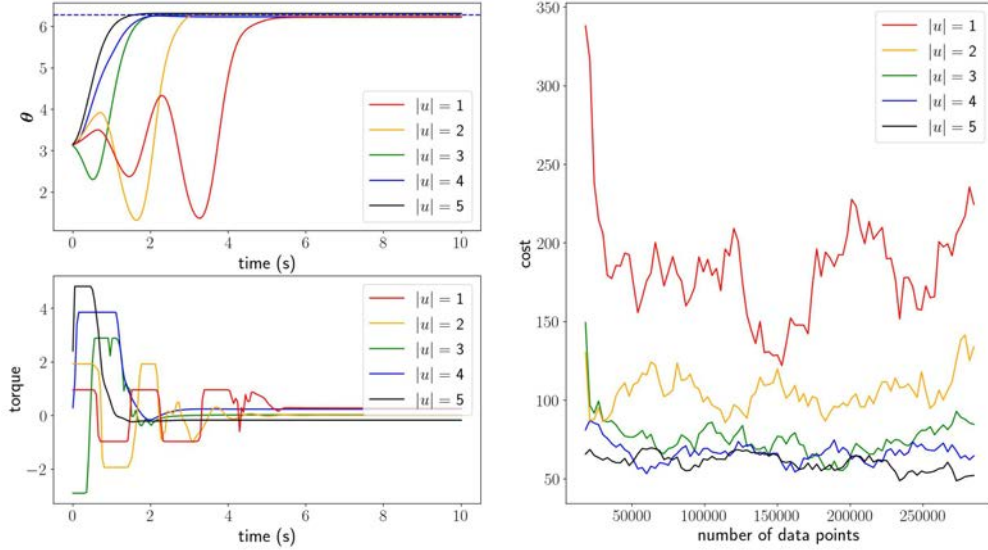 6
5
4
3
2
θ
|u| = 1
|u| = 2
|u| = 3
|u| = 4
|u| = 5
0
2
4
6
8
10
time (s)
4
2
0
−2
torque
|u| = 1
|u| = 2
|u| = 3
|u| = 4
|u| = 5
0
2
4
6
8
10
time (s)
350
300
250
200
150
100
50
cost
|u| = 1
|u| = 2
|u| = 3
|u| = 4
|u| = 5
50000
100000
150000
200000
250000
number of data points